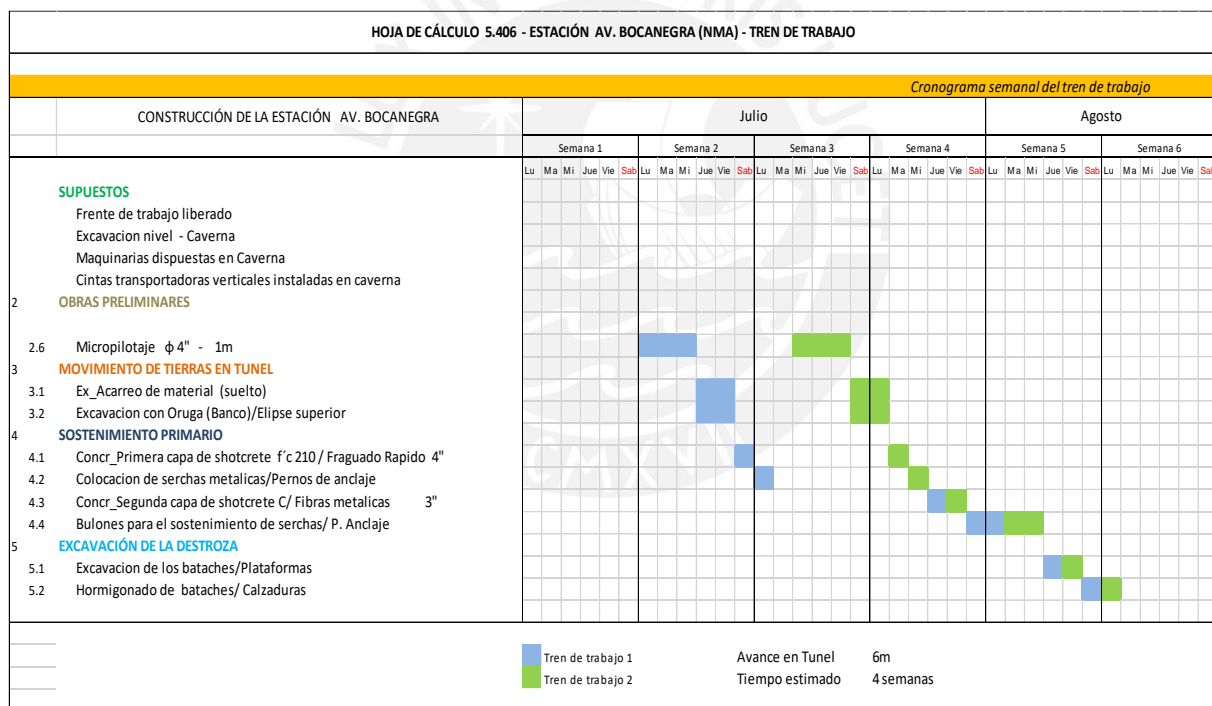 HOJA DE CÁLCULO 5.406 - ESTACIÓN AV. BOCANEGRA (NMA) - TREN DE TRABAJO
Cronograma semanal del tren de trabajo
CONSTRUCCIÓN DE LA ESTACIÓN AV. BOCANEGRA Julio Agosto
Semana 1 Semana 2 Semana 3 Semana 4 Semana 5 Semana 6
Lu Ma Mi Jue Vie Sab Lu Ma Mi Jue Vie Sab Lu Ma Mi Jue Vie Sab Lu Ma Mi Jue Vie Sab Lu Ma Mi Jue Vie Sab Lu Ma Mi Jue Vie Sab
SUPUESTOS
Frente de trabajo liberado
Excavacion nivel - Caverna
Maquinarias dispuestas en Caverna
Cintas transportadoras verticales instaladas en caverna
2 OBRAS PRELIMINARES
2.6 Micropilotaje ϕ 4" - 1m
3 MOVIMIENTO DE TIERRAS EN TUNEL
3.1 Ex_Acarreo de material (suelto)
3.2 Excavacion con Oruga (Banco)/Elipse superior
4 SOSTENIMIENTO PRIMARIO
4.1 Concr_Primera capa de shotcrete f´c 210 / Fraguado Rapido 4"
4.2 Colocacion de serchas metalicas/Pernos de anclaje
4.3 Concr_Segunda capa de shotcrete C/ Fibras metalicas 3"
4.4 Bulones para el sostenimiento de serchas/ P. Anclaje
5 EXCAVACIÓN DE LA DESTROZA
5.1 Excavacion de los bataches/Plataformas
5.2 Hormigonado de bataches/ Calzaduras
Tren de trabajo 1 Avance en Tunel 6m
Tren de trabajo 2 Tiempo estimado 4 semanas